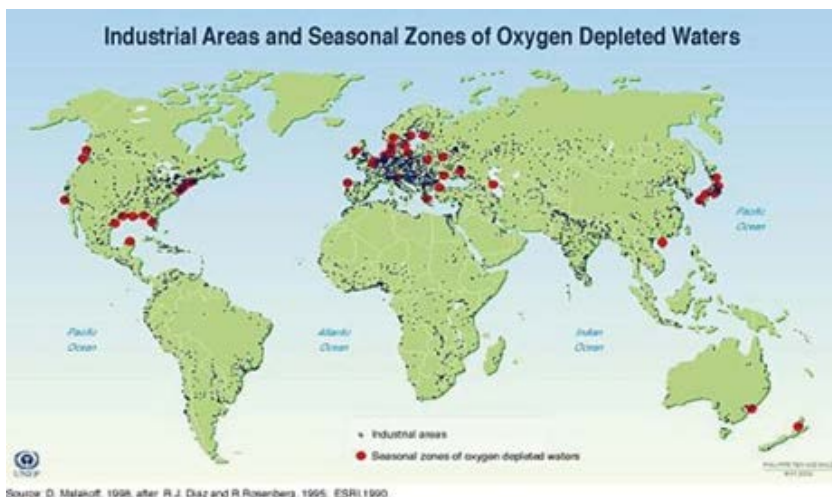 Industrial Areas and Seasonal Zones of Oxygen Depleted Waters
Pacific
Ocean
Pacific
Ocean
Atlantic
Ocean
Indian
Ocean
Industrial areas
Seasonal zones of oxygen depleted waters
UNEP
Source: D. Malakoff, 1998, after R.J. Diaz and R.Rosenberg, 1995; ESRI,1990.